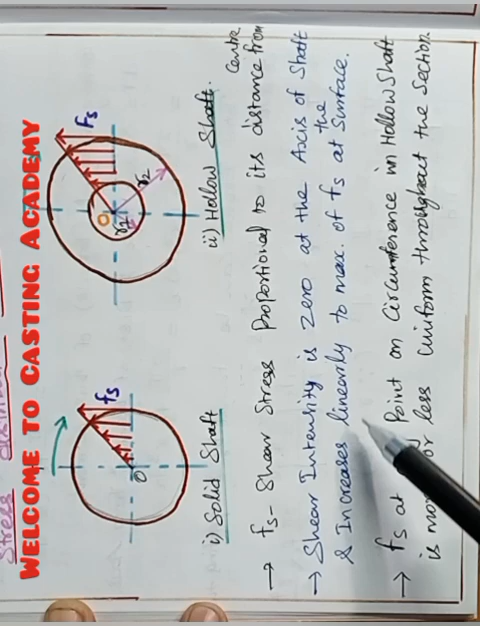 Stress
WELCOME TO CASTING ACADEMY
fs
fs
O
O
r1
r2
i) Solid Shaft
ii) Hollow Shaft.
Centre
→ fs - Shear Stress proportional to its distance from
→ Shear Intensity is Zero at the Axis of Shaft
& Increases linearly to max. of fs at the Surface.
→ fs at Point on Circumference in Hollow Shaft
is or less uniform throughout the Section.